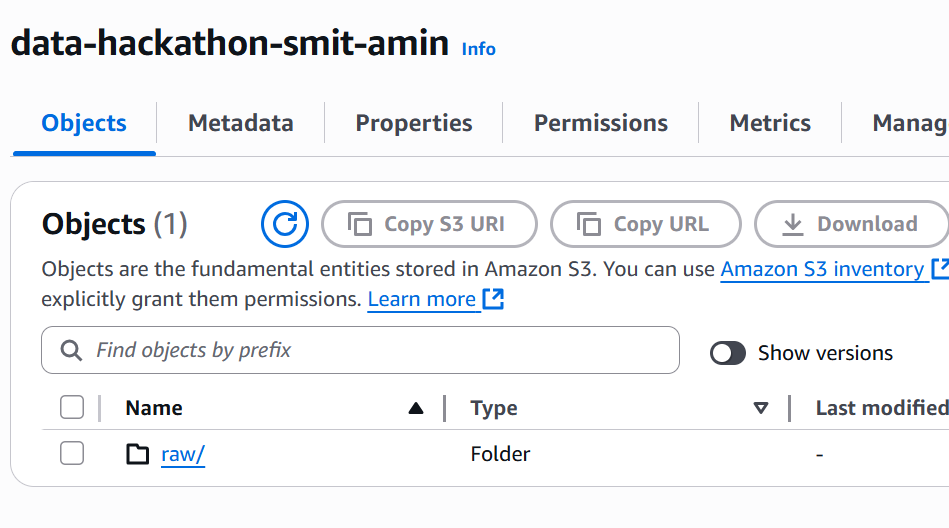 data-hackathon-smit-amin Info
Objects Metadata Properties Permissions Metrics Manag
Objects (1) Copy S3 URI Copy URL Download
Objects are the fundamental entities stored in Amazon S3. You can use Amazon S3 inventory
explicitly grant them permissions. Learn more
Find objects by prefix Show versions
Name Type Last modified
raw/ Folder -